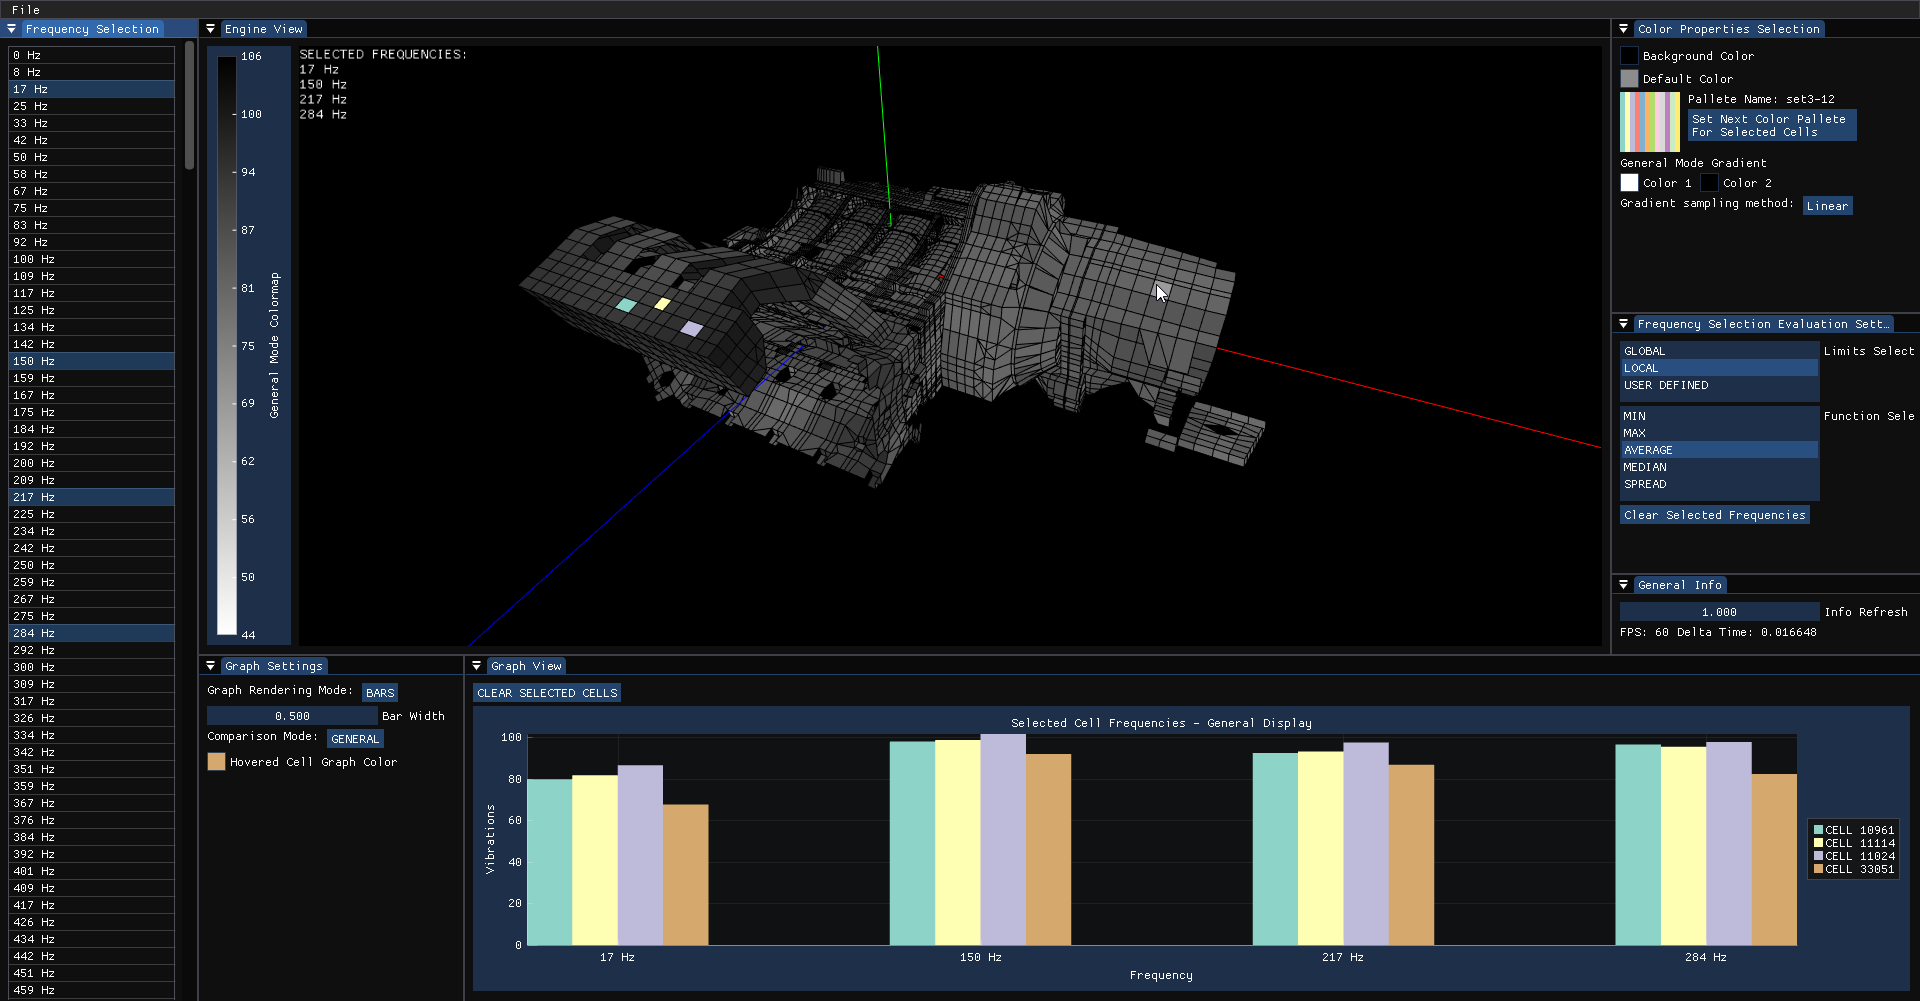 File
Frequency Selection
0 Hz
8 Hz
17 Hz
25 Hz
33 Hz
42 Hz
50 Hz
58 Hz
67 Hz
75 Hz
83 Hz
92 Hz
100 Hz
109 Hz
117 Hz
125 Hz
134 Hz
142 Hz
150 Hz
159 Hz
167 Hz
175 Hz
184 Hz
192 Hz
200 Hz
209 Hz
217 Hz
225 Hz
234 Hz
242 Hz
250 Hz
259 Hz
267 Hz
275 Hz
284 Hz
292 Hz
300 Hz
309 Hz
317 Hz
326 Hz
334 Hz
342 Hz
351 Hz
359 Hz
367 Hz
376 Hz
384 Hz
392 Hz
401 Hz
409 Hz
417 Hz
426 Hz
434 Hz
442 Hz
451 Hz
459 Hz
Engine View
106
100
94
87
81
75
69
62
56
50
44
General Mode Colormap
SELECTED FREQUENCIES:
17 Hz
150 Hz
217 Hz
284 Hz
Color Properties Selection
Background Color
Default Color
Pallete Name: set3-12
Set Next Color Pallete
For Selected Cells
General Mode Gradient
Color 1 Color 2
Gradient sampling method: Linear
Frequency Selection Evaluation Sett…
GLOBAL
LOCAL
USER DEFINED
Limits Select
MIN
MAX
AVERAGE
MEDIAN
SPREAD
Function Sele
Clear Selected Frequencies
General Info
1.000 Info Refresh
FPS: 60 Delta Time: 0.016648
Graph Settings
Graph Rendering Mode: BARS
0.500 Bar Width
Comparison Mode: GENERAL
Hovered Cell Graph Color
Graph View
CLEAR SELECTED CELLS
Selected Cell Frequencies - General Display
100
80
60
40
20
0
Vibrations
17 Hz
150 Hz
217 Hz
284 Hz
Frequency
CELL 10961
CELL 11114
CELL 11024
CELL 33051